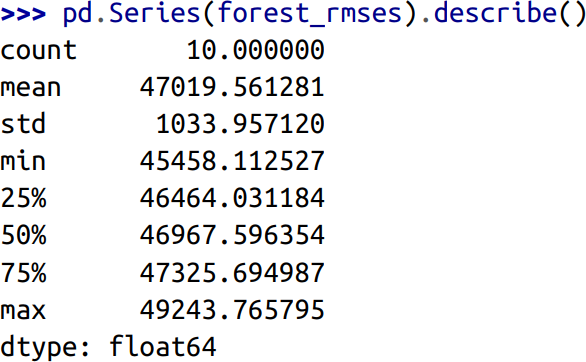 >>> pd.Series(forest_rmses).describe()
count 10.000000
mean 47019.561281
std 1033.957120
min 45458.112527
25% 46464.031184
50% 46967.596354
75% 47325.694987
max 49243.765795
dtype: float64